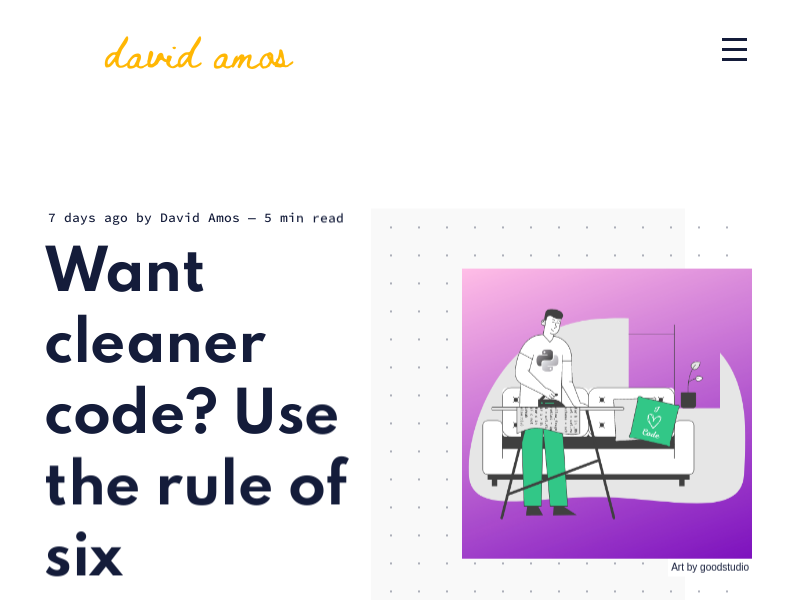 david amos
7 days ago by David Amos — 5 min read
Want
cleaner
code? Use
the rule of
six
I
Code
Art by goodstudio